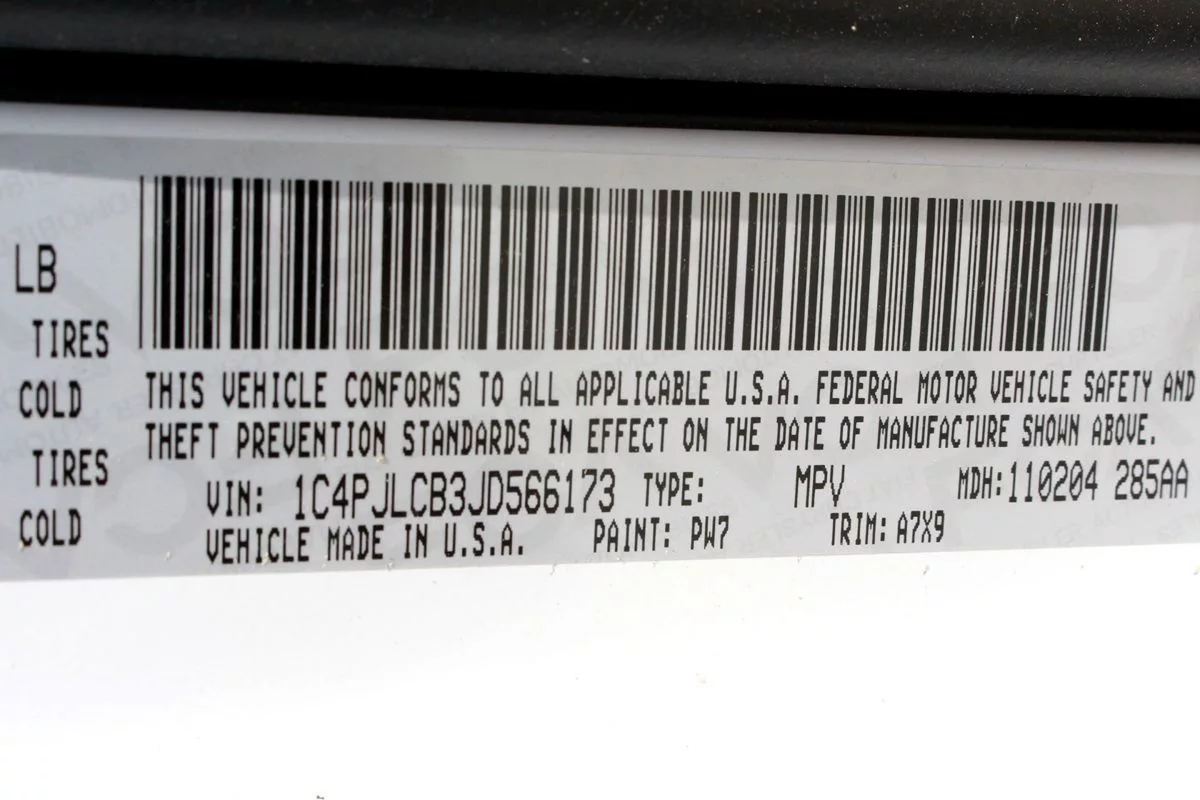 LB
TIRES
COLD
TIRES
COLD
THIS VEHICLE CONFORMS TO ALL APPLICABLE U.S.A. FEDERAL MOTOR VEHICLE SAFETY AND
THEFT PREVENTION STANDARDS IN EFFECT ON THE DATE OF MANUFACTURE SHOWN ABOVE.
VIN: 1C4PJLCB3JD566173 TYPE: MPV MDH:110204 285AA
VEHICLE MADE IN U.S.A. PAINT: PW7 TRIM: A7X9